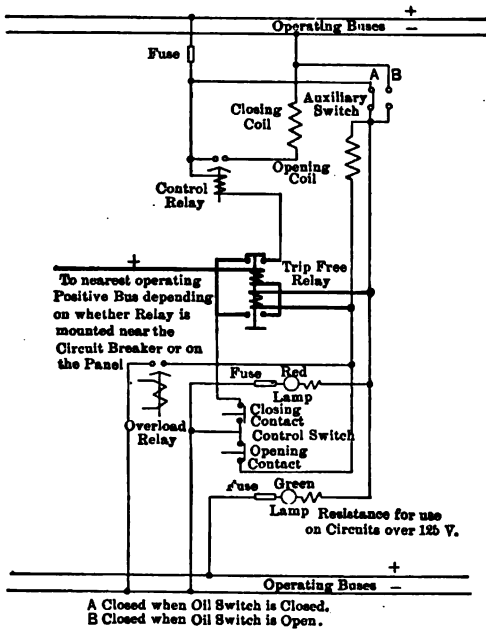 +
Operating Buses −
Fuse
A B
Auxiliary
Switch
Closing
Coil
Opening
Coil
Control
Relay
+
Trip Free
Relay
To nearest operating
Positive Bus depending
on whether Relay is
mounted near the
Circuit Breaker or on
the Panel
Fuse Red
Lamp
Closing
Contact
Control Switch
Overload
Relay
Opening
Contact
Fuse Green
Lamp Resistance for use
on Circuits over 125 V.
+
Operating Buses −
A Closed when Oil Switch is Closed.
B Closed when Oil Switch is Open.